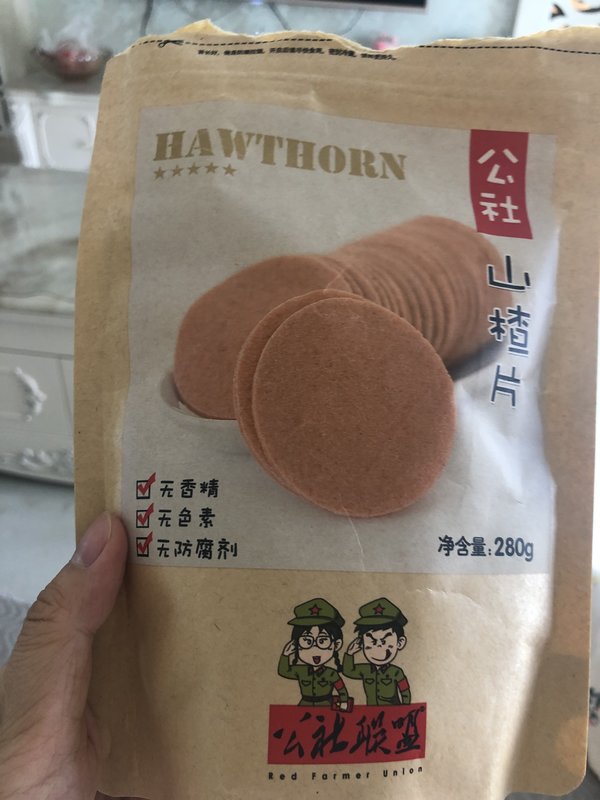 HAWTHORN
公社
山楂片
无香精
无色素
无防腐剂
净含量:280g
公社联盟
Red Farmer Union